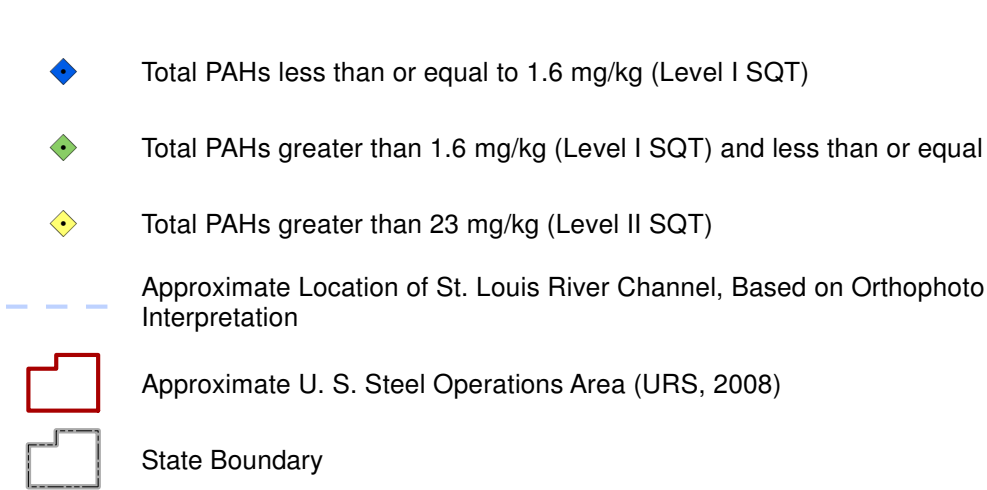 Total PAHs less than or equal to 1.6 mg/kg (Level I SQT)
Total PAHs greater than 1.6 mg/kg (Level I SQT) and less than or equal
Total PAHs greater than 23 mg/kg (Level II SQT)
Approximate Location of St. Louis River Channel, Based on Orthophoto
Interpretation
Approximate U. S. Steel Operations Area (URS, 2008)
State Boundary